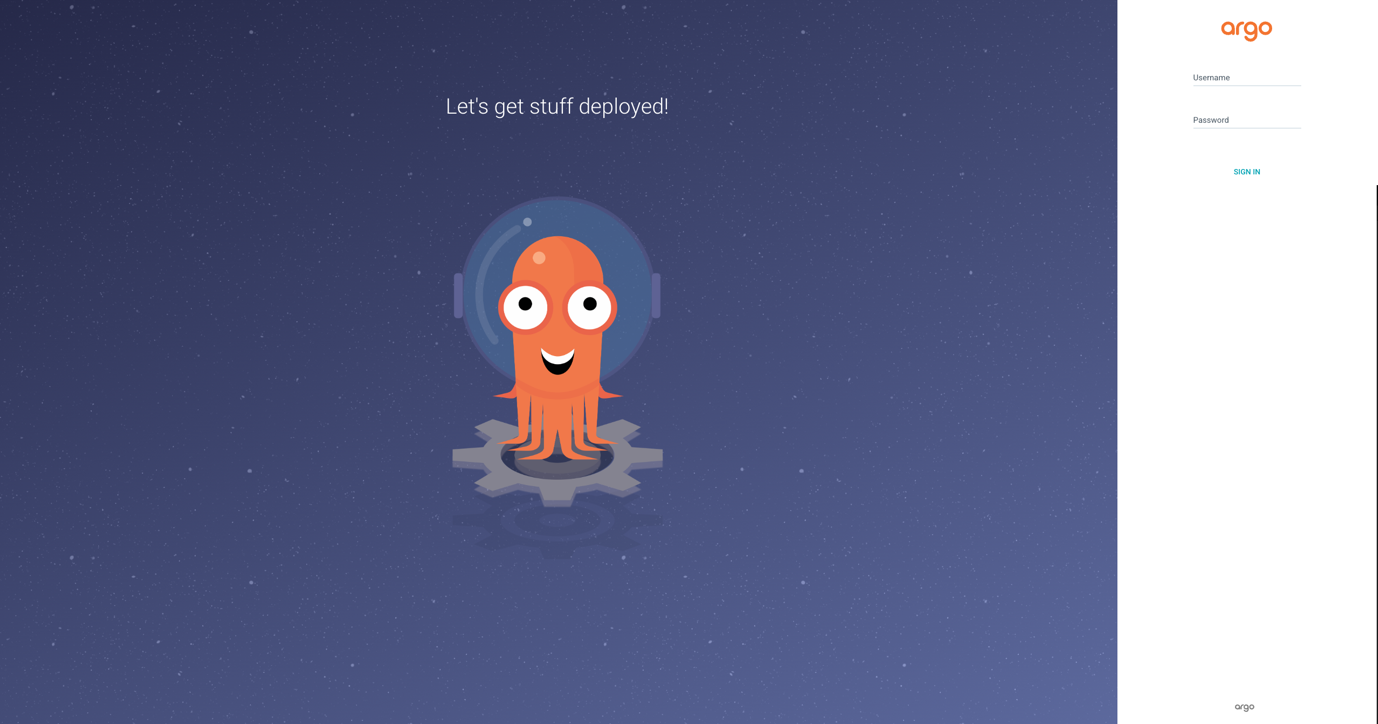 Let's get stuff deployed!
argo
Username
Password
SIGN IN
argo